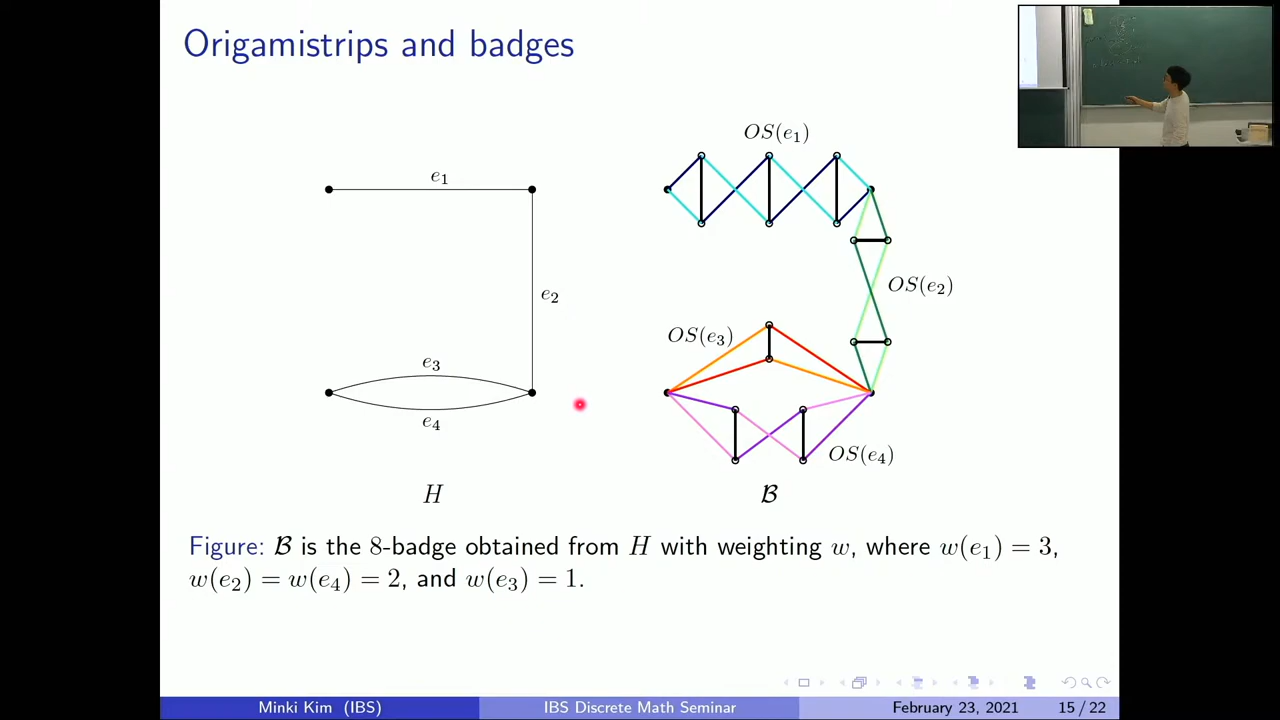 Origamistrips and badges
e₁
e₂
e₃
e₄
H
OS(e₁)
OS(e₂)
OS(e₃)
OS(e₄)
ℬ
Figure: ℬ is the 8-badge obtained from H with weighting w, where w(e₁) = 3,
w(e₂) = w(e₄) = 2, and w(e₃) = 1.
Minki Kim (IBS) IBS Discrete Math Seminar February 23, 2021 15 / 22